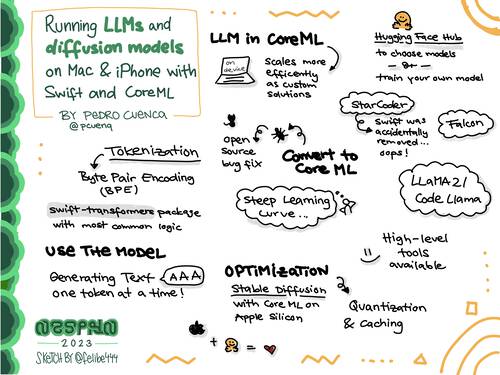 Running LLMs and
diffusion models
on Mac & iPhone with
Swift and CoreML
BY PEDRO CUENCA
@pcuenq
TOKENIZATION
Byte Pair Encoding
(BPE)
swift-transformers package
with most common logic
USE THE MODEL
Generating Text
AAA
one token at a time!
NSSPAIN
2023
SKETCH BY @felibe444
LLM in CoreML
on
device
Scales more
efficently
as custom
solutions
open
source
bug fix
Convert to
Core ML
Steep Learning
curve...
OPTIMIZATION
Stable Diffusion
with Core ML on
Apple Silicon
Quantization
& caching
+ =
Hugging Face Hub
to choose models
- or -
train your own model
StarCoder
swift was
accidentally
removed...
oops!
Falcon
LLaMA2/
Code Llama
High-level
tools
available